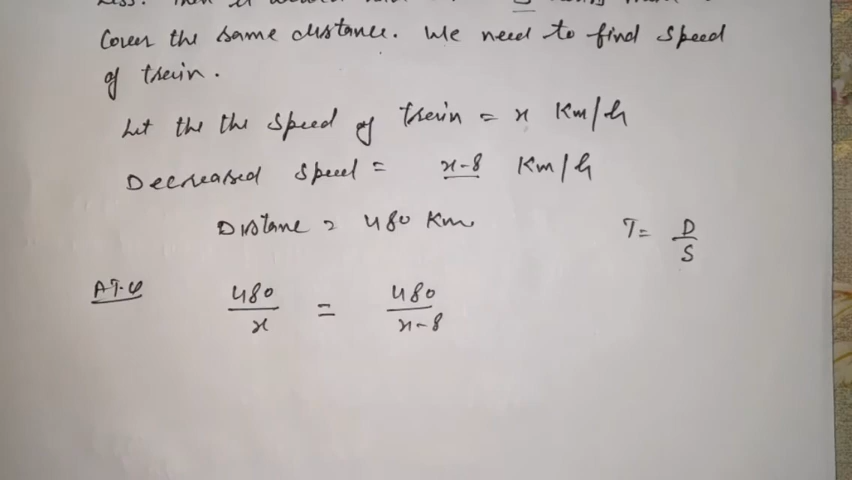 Cover the same distance. We need to find speed
of train.
Let the the speed of train = x Km/h
Decreased speed = x-8 Km/h
Distane = 480 Km
T = D/S
A.T.Q
480/x = 480/x-8